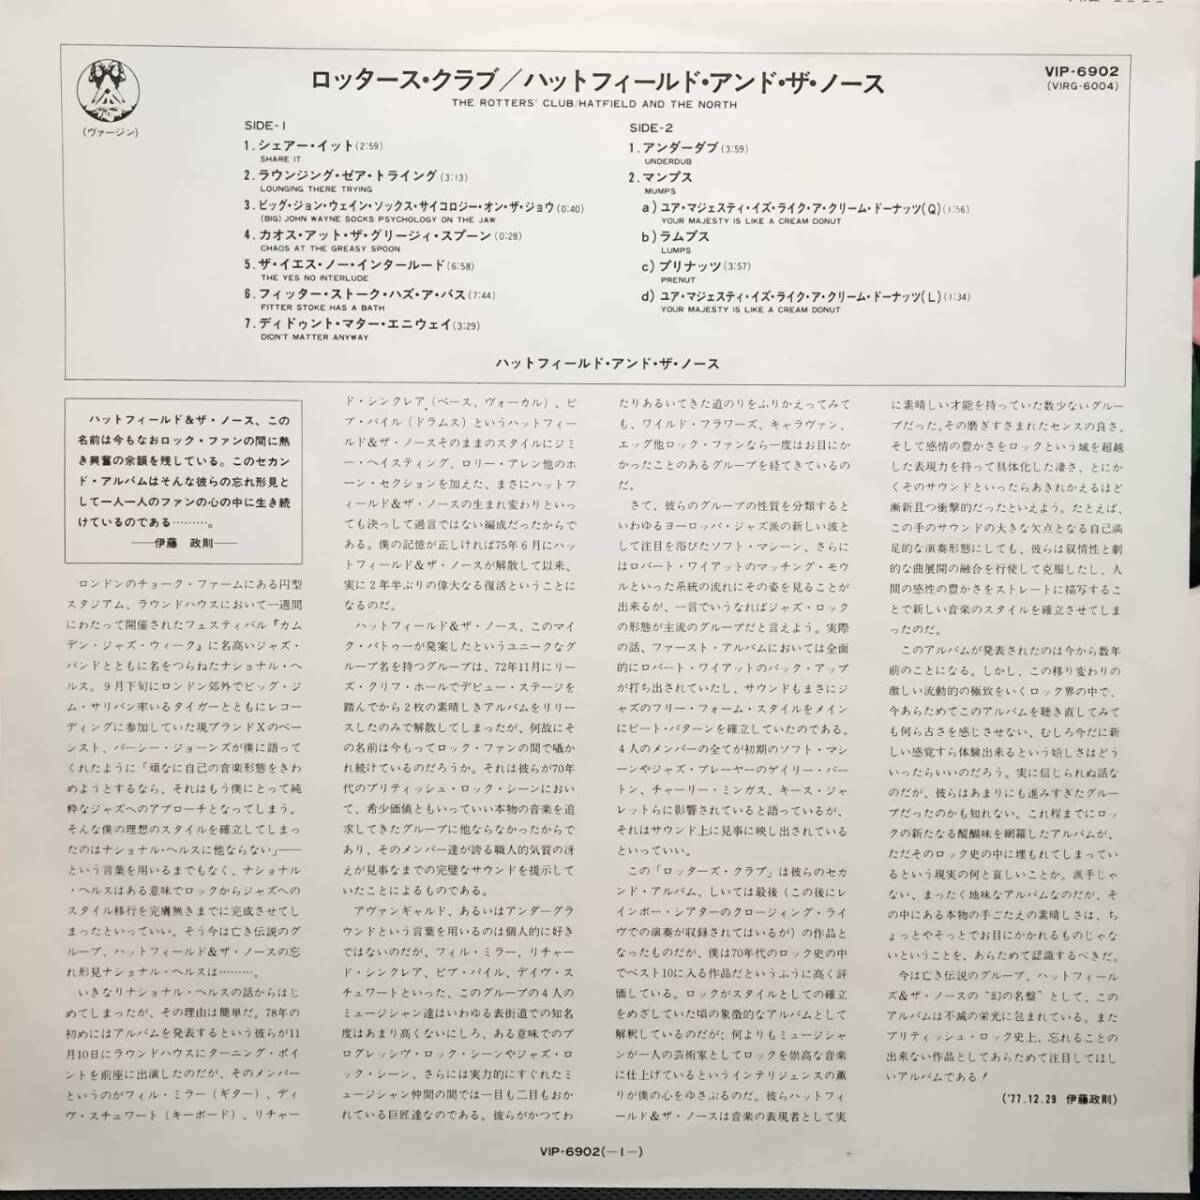 (ヴァージン)
ロッタース・クラブ/ハットフィールド・アンド・ザ・ノース
THE ROTTERS' CLUB/HATFIELD AND THE NORTH
VIP-6902
(VIRG-6004)
SIDE-1
1.シェアー・イット(2:59)
SHARE IT
2.ラウンジング・ゼア・トライング(3:13)
LOUNGING THERE TRYING
3.ビッグ・ジョン・ウェイン・ソックス・サイコロジー・オン・ザ・ジョウ(0:40)
(BIG) JOHN WAYNE SOCKS PSYCHOLOGY ON THE JAW
4.カオス・アット・ザ・グリージィ・スプーン(0:28)
CHAOS AT THE GREASY SPOON
5.ザ・イエス・ノー・インタールード(6:58)
THE YES NO INTERLUDE
6.フィッター・ストーク・ハズ・ア・バス(7:44)
FITTER STOKE HAS A BATH
7.ディドゥント・マター・エニウェイ(3:29)
DIDN'T MATTER ANYWAY
SIDE-2
1.アンダーダブ(3:59)
UNDERDUB
2.マンプス
MUMPS
a)ユア・マジェスティ・イズ・ライク・ア・クリーム・ドーナッツ(Q)(1:56)
YOUR MAJESTY IS LIKE A CREAM DONUT
b)ラムプス
LUMPS
c)プリナッツ(3:57)
PRENUT
d)ユア・マジェスティ・イズ・ライク・ア・クリーム・ドーナッツ(L)(1:34)
YOUR MAJESTY IS LIKE A CREAM DONUT
ハットフィールド・アンド・ザ・ノース
ハットフィールド&ザ・ノース、この
名前は今もなおロック・ファンの間に熱
き興奮の余韻を残している。このセカン
ド・アルバムはそんな彼らの忘れ形見と
して一人一人のファンの心の中に生き続
けているのである………。
——伊藤 政則——
ロンドンのチョーク・ファームにある円型
スタジアム、ラウンドハウスにおいて一週間
にわたって開催されたフェスティバル『カム
デン・ジャズ・ウィーク』に名高いジャズ・
バンドとともに名をつらねたナショナル・ヘ
ルス。9月下旬にロンドン郊外でビッグ・ジ
ム・サリバン率いるタイガーとともにレコー
ディングに参加していた現ブランドXのベー
シスト、パーシー・ジョーンズが僕に語って
くれたように「頑なに自己の音楽形態をきわ
めようとするなら、それはもう僕にとって純
粋なジャズへのアプローチとなってしまう。
そんな僕の理想のスタイルを確立してしまっ
たのはナショナル・ヘルスに他ならない」——
という言葉を用いるまでもなく、ナショナル
・ヘルスはある意味でロックからジャズへの
スタイル移行を完膚無きまでに完成させてし
まったといっていい。そう今は亡き伝説のグ
ループ、ハットフィールド&ザ・ノースの忘
れ形見ナショナル・ヘルスは………。
いきなりナショナル・ヘルスの話からはじ
めてしまったが、その理由は簡単だ。78年の
初めにはアルバムを発表するという彼らが11
月10日にラウンドハウスにターニング・ポイ
ントを前座に出演したのだが、そのメンバー
というのがフィル・ミラー(ギター)、ディ
ヴ・スチュワート(キーボード)、リチャー
ド・シンクレア(ベース、ヴォーカル)、ピ
プ・パイル(ドラムス)というハットフィー
ルド&ザ・ノースそのままのスタイルにジミ
ー・ヘイスティング、ロリー・アレン他のホ
ーン・セクションを加えた、まさにハットフ
ィールド&ザ・ノースの生まれ変わりといっ
ても決っして過言ではない編成だったからで
ある。僕の記憶が正しければ75年6月にハッ
トフィールド&ザ・ノースが解散して以来、
実に2年半ぶりの偉大なる復活ということに
なるのだ。
ハットフィールド&ザ・ノース、このマイ
ク・パトゥーが発案したというユニークなグ
ループ名を持つグループは、72年11月にリー
ズ・クリフ・ホールでデビュー・ステージを
踏んでから2枚の素晴しきアルバムをリリー
スしたのみで解散してしまったが、何故にそ
の名前は今もってロック・ファンの間で囁か
れ続けているのだろうか。それは彼らが70年
代のブリティッシュ・ロック・シーンにおい
て、希少価値ともいっていい本物の音楽を追
求してきたグループに他ならなかったからで
あり、そのメンバー達が誇る職人的気質の冴
えが見事なまでの完璧なサウンドを提示して
いたことによるものである。
アヴァンギャルド、あるいはアンダーグラ
ウンドという言葉を用いるのは個人的に好き
ではないのだが、フィル・ミラー、リチャー
ド・シンクレア、ピプ・パイル、デイヴ・ス
チュワートといった、このグループの4人の
ミュージシャン達はいわゆる表街道での知名
度はあまり高くないにしろ、ある意味でのプ
ログレッシヴ・ロック・シーンやジャズ・ロ
ック・シーン、さらには実力的にすぐれたミ
ュージシャン仲間の間では一目も二目もおか
れている巨匠達なのである。彼らがかつてわ
たりあるいてきた道のりをふりかえってみて
も、ワイルド・フラワーズ、キャラヴァン、
エッグ他ロック・ファンなら一度はお目にか
かったことのあるグループを経てきているの
だ。
さて、彼らのグループの性質を分類すると
いわゆるヨーロッパ・ジャズ派の新しい波と
して注目を浴びたソフト・マシーン、さらに
はロバート・ワイアットのマッチング・モウ
ルといった系統の流れにその姿を見ることが
出来るが、一言でいうなればジャズ・ロック
の形態が主流のグループだと言えよう。実際
の話、ファースト・アルバムにおいては全面
的にロバート・ワイアットのバック・アップ
が打ち出されていたし、サウンドもまさにジ
ャズのフリー・フォーム・スタイルをメイン
にビート・パターンを確立していたのである。
4人のメンバーの全てが初期のソフト・マシ
ーンやジャズ・プレーヤーのゲイリー・バー
トン、チャーリー・ミンガス、キース・ジャ
レットらに影響されていると語っているが、
それはサウンド上に見事に映し出されている
といっていい。
この「ロッターズ・クラブ」は彼らのセカ
ンド・アルバム、しいては最後(この後にレ
インボー・シアターのクロージィング・ライ
ヴでの演奏が収録されてはいるが)の作品と
なったものだが、僕は70年代のロック史の中
でベスト10に入る作品だというふうに高く評
価している。ロックがスタイルとしての確立
をめざしていた頃の象徴的なアルバムとして
解釈しているのだが、何よりもミュージシャ
ンが一人の芸術家としてロックを崇高な音楽
に仕上げているというインテリジェンスの薫
りが僕の心をゆさぶるのだ。彼らハットフィ
ールド&ザ・ノースは音楽の表現者として実
に素晴しい才能を持っていた数少ないグルー
プだった。その磨ぎすさまれたセンスの良さ、
そして感情の豊かさをロックという域を超越
した表現力を持って具体化した凄さ、とにか
くそのサウンドといったらあきれかえるほど
漸新且つ衝撃的だったといえよう。たとえば、
この手のサウンドの大きな欠点となる自己満
足的な演奏形態にしても、彼らは叙情性と刺
的な曲展開の融合を行使して克服したし、人
間の感性の豊かさをストレートに描写するこ
とで新しい音楽のスタイルを確立させてしま
ったのだ。
このアルバムが発表されたのは今から数年
前のことになる。しかし、この移り変わりの
激しい流動的の極致をいくロック界の中で、
今あらためてこのアルバムを聴き直してみて
も何ら古さを感じさせない、むしろ今だに新
しい感覚すら体験出来るという嬉しさはどう
いったらいいのだろう。実に信じられぬ話な
のだが、彼らはあまりにも進みすぎたグルー
プだったのかも知れない。これ程までにロッ
クの新たなる醍醐味を網羅したアルバムが、
ただそのロック史の中に埋もれてしまってい
るという現実の何と哀しいことか。派手じゃ
ない、まったく地味なアルバムなのだが、そ
の中にある本物の手ごたえの素晴しさは、ち
ょっとやそっとでお目にかかれるものじゃな
いということを、あらためて認識するべきだ。
今は亡き伝説のグループ、ハットフィール
ズ&ザ・ノースの“幻の名盤”として、この
アルバムは不滅の栄光に包まれている。また
ブリティッシュ・ロック史上、忘れることの
出来ない作品としてあらためて注目してほし
いアルバムである!
('77.12.29 伊藤政則)
VIP-6902(—1—)